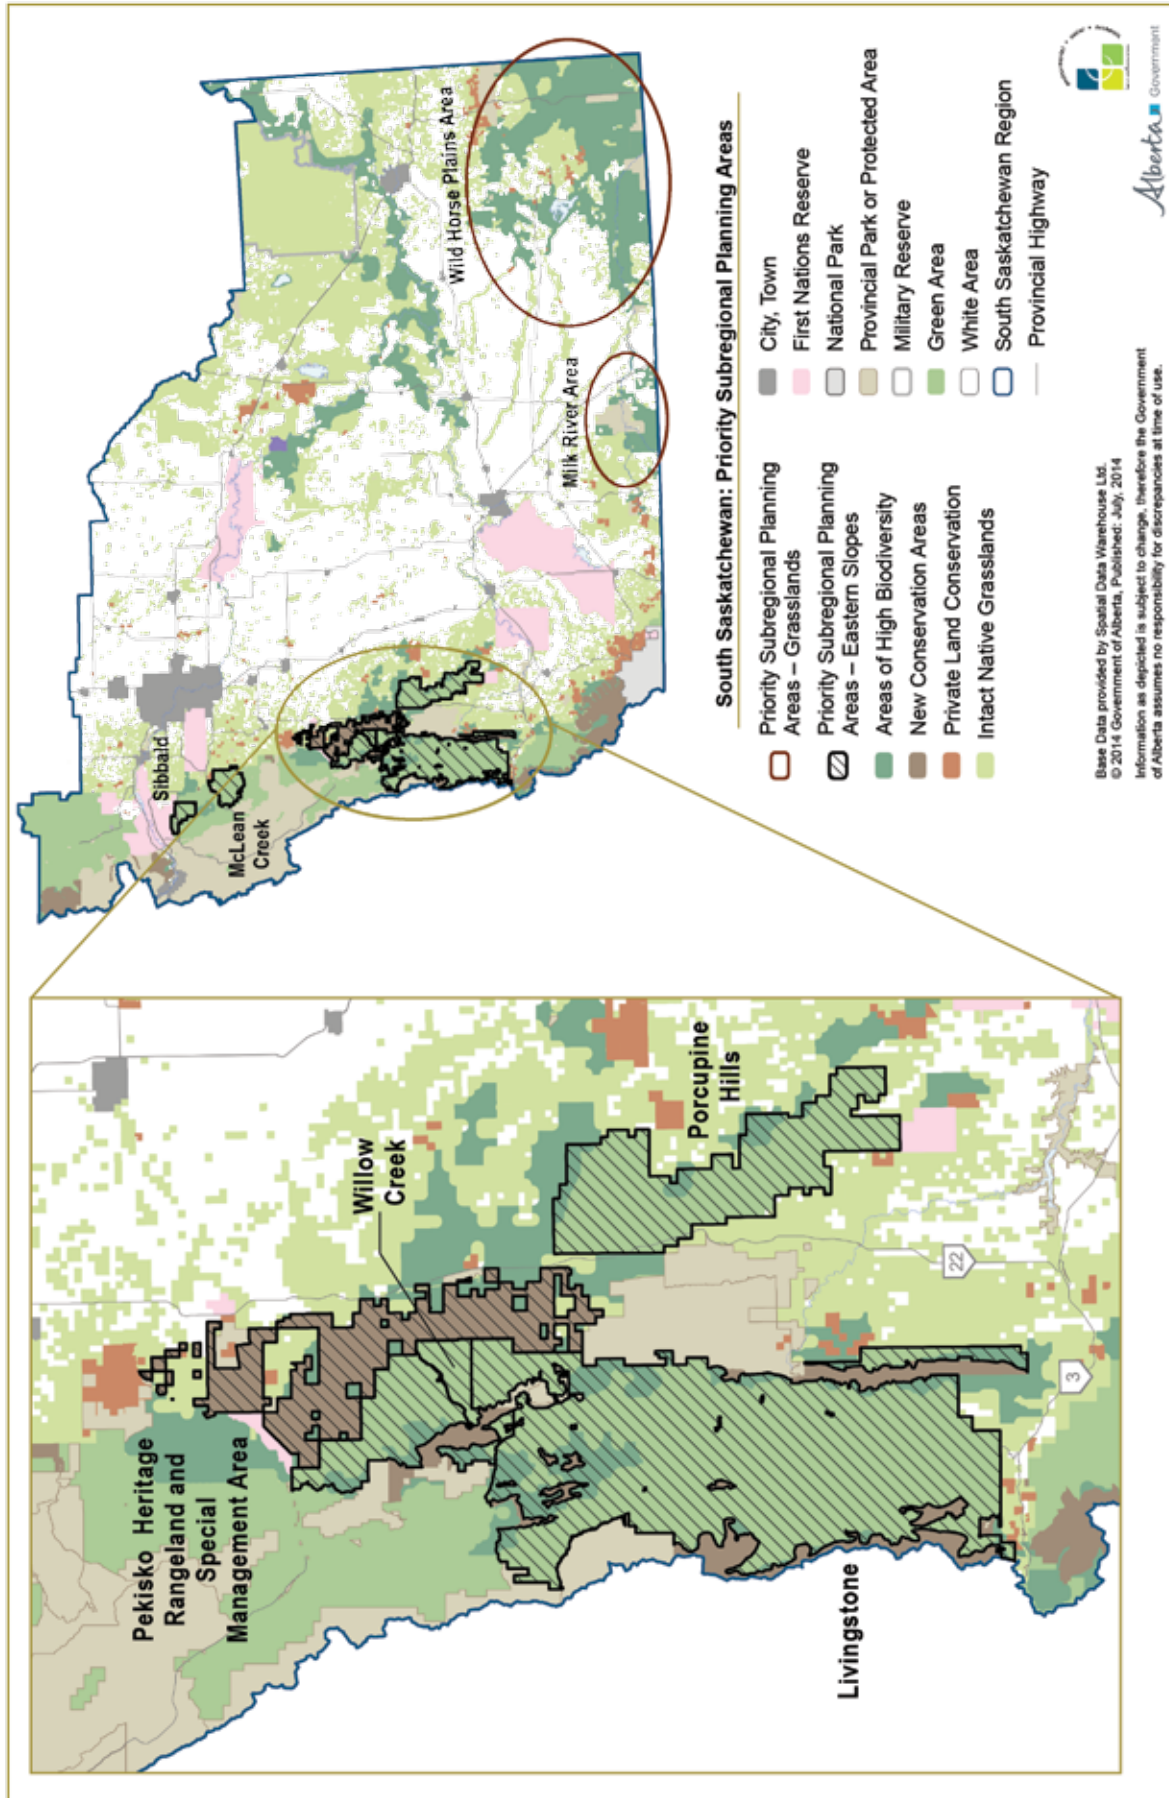 Pekisko Heritage
Rangeland and
Special
Management Area
Willow
Creek
Porcupine
Hills
Livingstone
22
3
Sibbald
McLean
Creek
Wild Horse Plains Area
Milk River Area
South Saskatchewan: Priority Subregional Planning Areas
Priority Subregional Planning
Areas – Grasslands
Priority Subregional Planning
Areas – Eastern Slopes
Areas of High Biodiversity
New Conservation Areas
Private Land Conservation
Intact Native Grasslands
City, Town
First Nations Reserve
National Park
Provincial Park or Protected Area
Military Reserve
Green Area
White Area
South Saskatchewan Region
Provincial Highway
Base Data provided by Spatial Data Warehouse Ltd.
© 2014 Government of Alberta, Published: July, 2014
Information as depicted is subject to change, therefore the Government
of Alberta assumes no responsibility for discrepancies at time of use.
Alberta Government